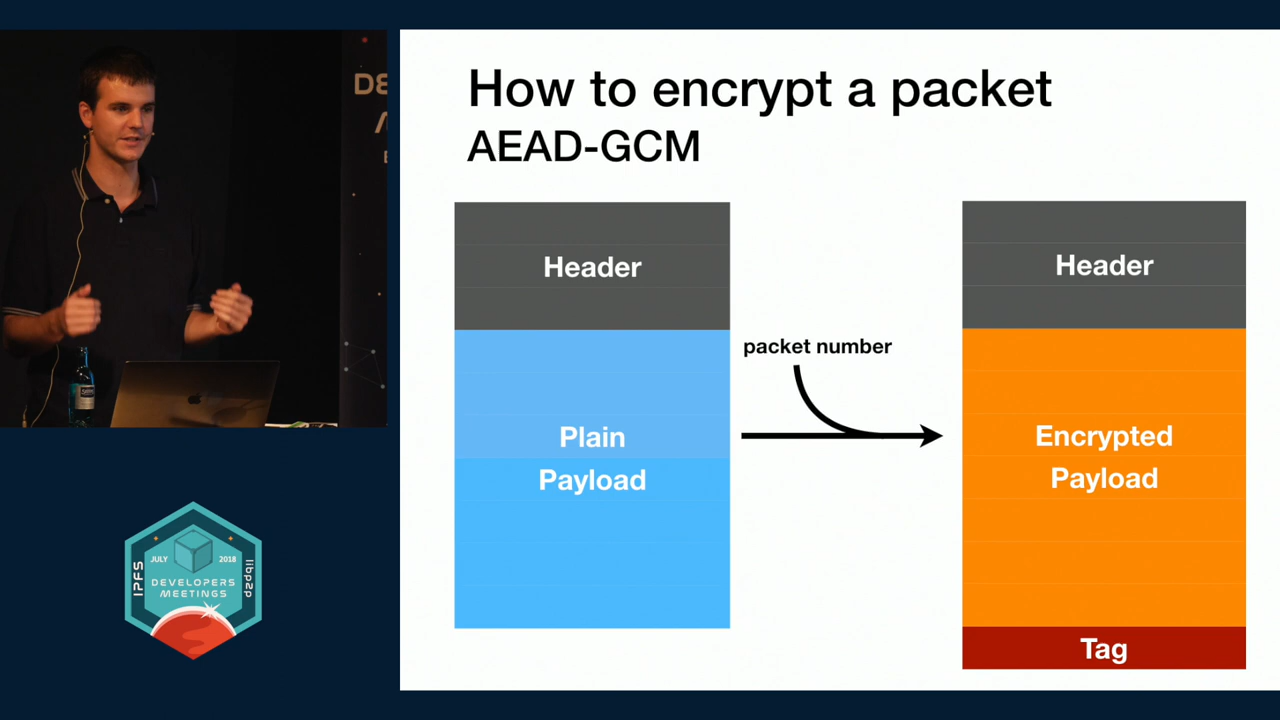 How to encrypt a packet
AEAD-GCM
Header
Header
packet number
Plain
Payload
Encrypted
Payload
Tag
JULY
2018
IPFS
libp2p
DEVELOPERS
MEETINGS